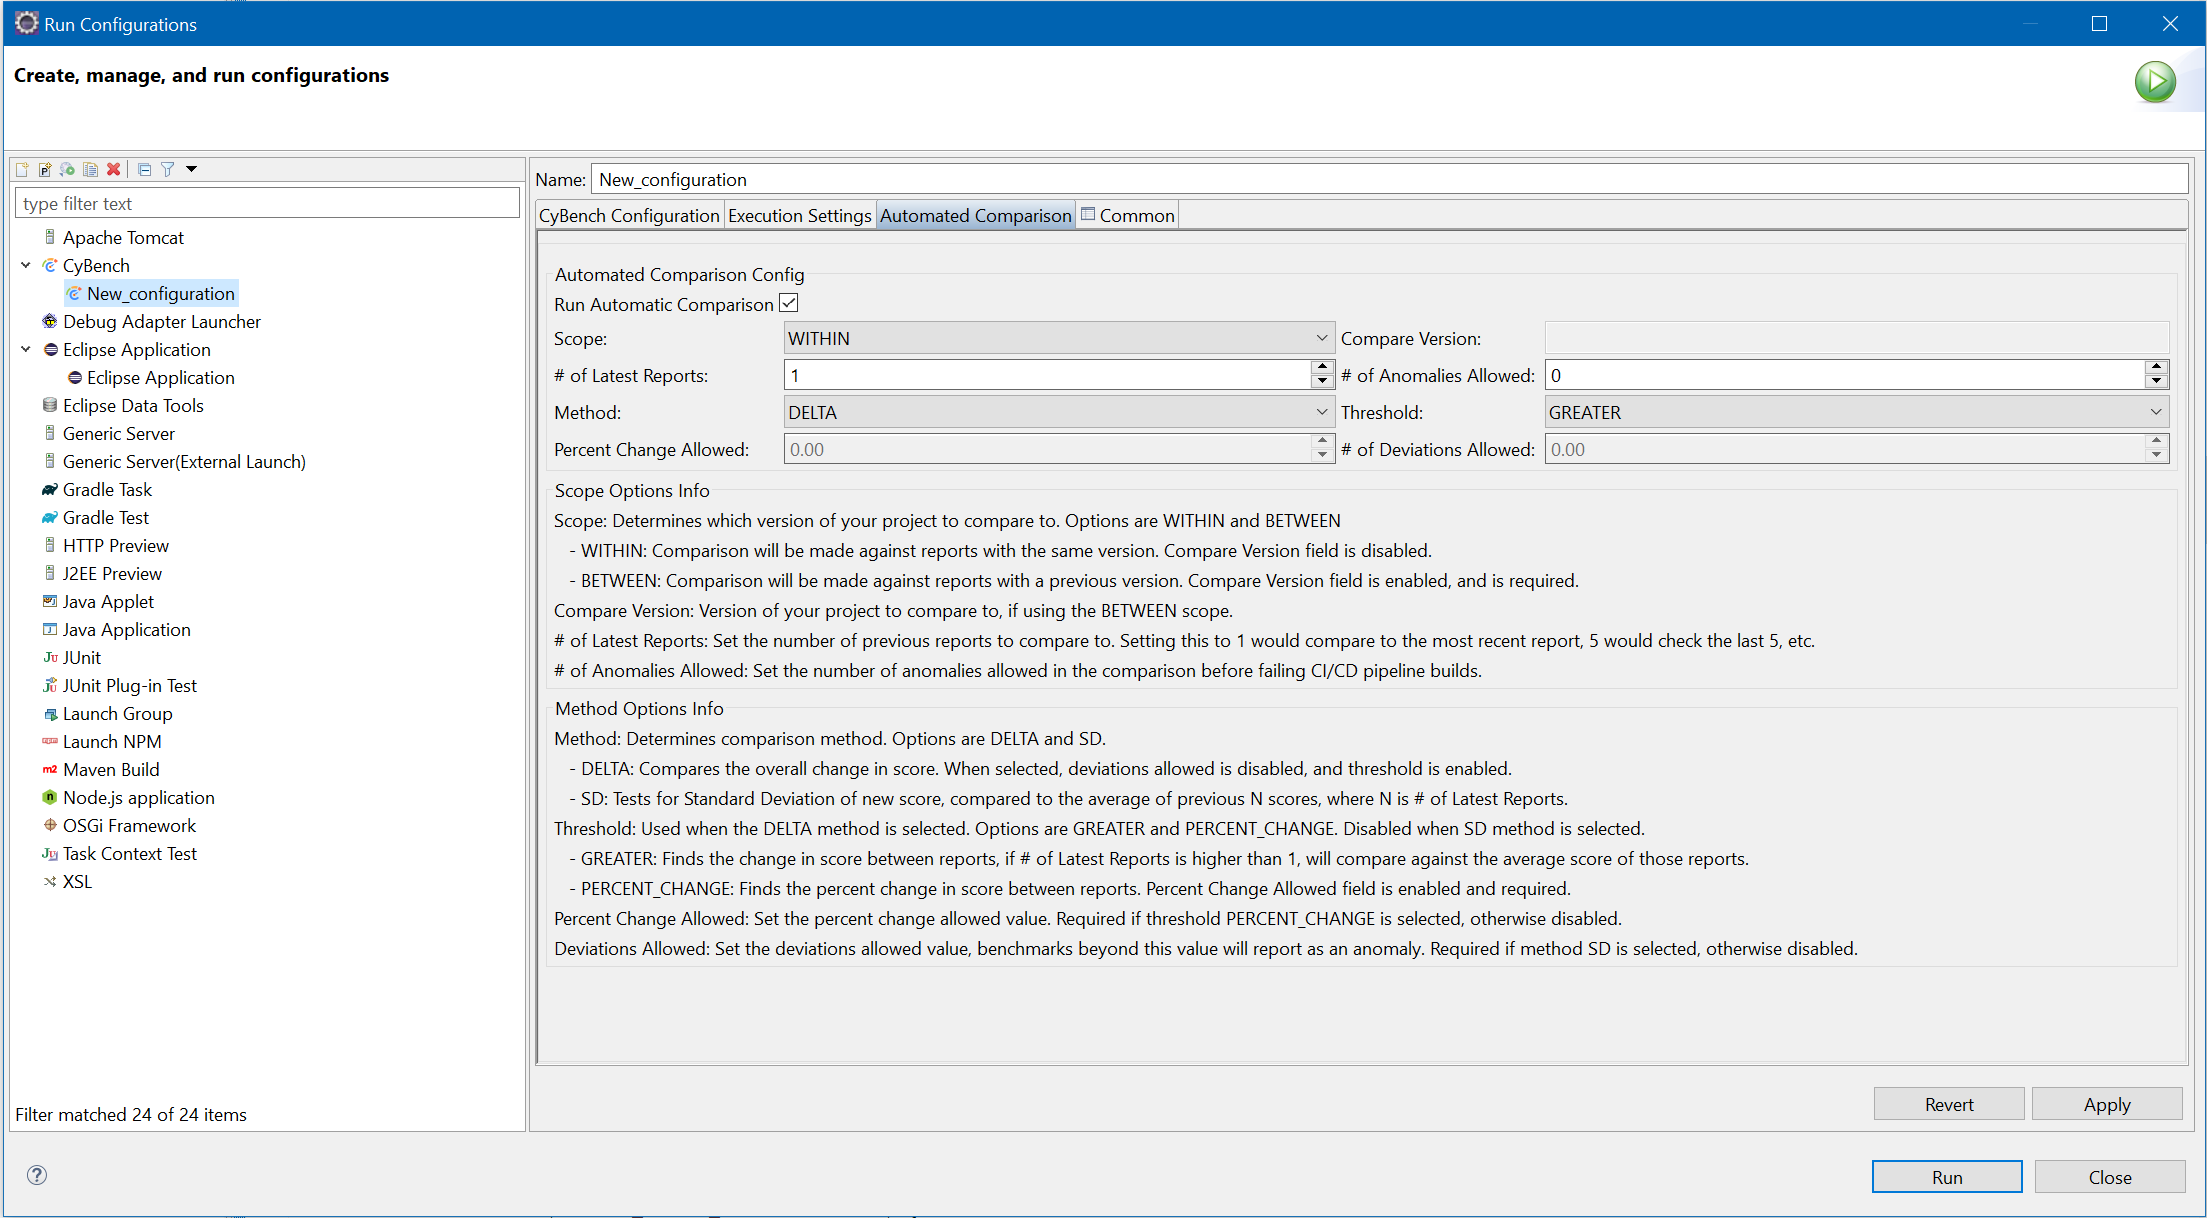 Run Configurations
Create, manage, and run configurations
type filter text
Apache Tomcat
CyBench
New_configuration
Debug Adapter Launcher
Eclipse Application
Eclipse Application
Eclipse Data Tools
Generic Server
Generic Server(External Launch)
Gradle Task
Gradle Test
HTTP Preview
J2EE Preview
Java Applet
Java Application
JUnit
JUnit Plug-in Test
Launch Group
Launch NPM
Maven Build
Node.js application
OSGi Framework
Task Context Test
XSL
Filter matched 24 of 24 items
Name: New_configuration
CyBench Configuration Execution Settings Automated Comparison Common
Automated Comparison Config
Run Automatic Comparison
Scope: WITHIN Compare Version:
# of Latest Reports: 1 # of Anomalies Allowed: 0
Method: DELTA Threshold: GREATER
Percent Change Allowed: 0.00 # of Deviations Allowed: 0.00
Scope Options Info
Scope: Determines which version of your project to compare to. Options are WITHIN and BETWEEN
- WITHIN: Comparison will be made against reports with the same version. Compare Version field is disabled.
- BETWEEN: Comparison will be made against reports with a previous version. Compare Version field is enabled, and is required.
Compare Version: Version of your project to compare to, if using the BETWEEN scope.
# of Latest Reports: Set the number of previous reports to compare to. Setting this to 1 would compare to the most recent report, 5 would check the last 5, etc.
# of Anomalies Allowed: Set the number of anomalies allowed in the comparison before failing CI/CD pipeline builds.
Method Options Info
Method: Determines comparison method. Options are DELTA and SD.
- DELTA: Compares the overall change in score. When selected, deviations allowed is disabled, and threshold is enabled.
- SD: Tests for Standard Deviation of new score, compared to the average of previous N scores, where N is # of Latest Reports.
Threshold: Used when the DELTA method is selected. Options are GREATER and PERCENT_CHANGE. Disabled when SD method is selected.
- GREATER: Finds the change in score between reports, if # of Latest Reports is higher than 1, will compare against the average score of those reports.
- PERCENT_CHANGE: Finds the percent change in score between reports. Percent Change Allowed field is enabled and required.
Percent Change Allowed: Set the percent change allowed value. Required if threshold PERCENT_CHANGE is selected, otherwise disabled.
Deviations Allowed: Set the deviations allowed value, benchmarks beyond this value will report as an anomaly. Required if method SD is selected, otherwise disabled.
Revert Apply
Run Close